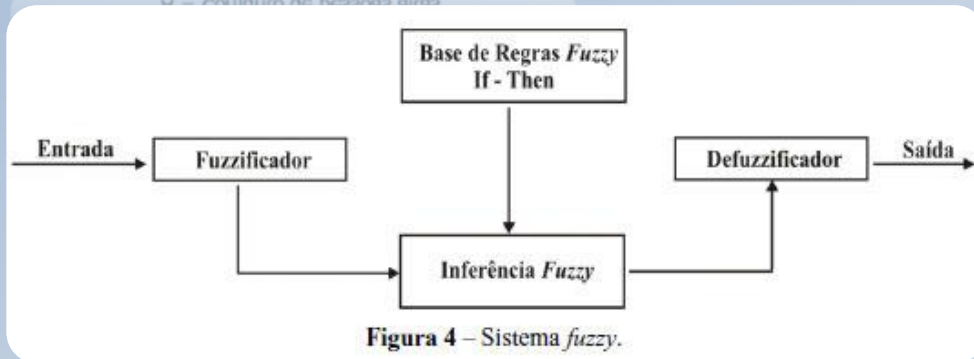 Base de Regras Fuzzy
If - Then
Entrada
Fuzzificador
Defuzzificador
Saída
Inferência Fuzzy
Figura 4 – Sistema fuzzy.